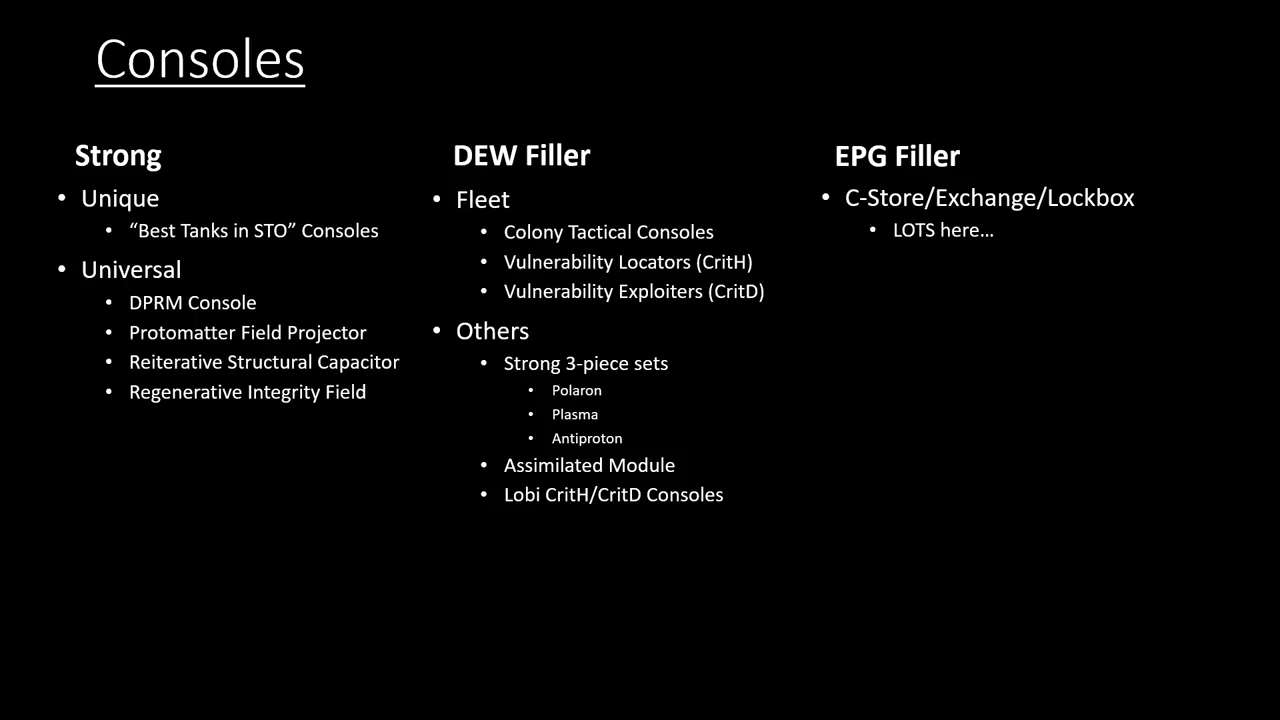 Consoles
Strong
• Unique
• “Best Tanks in STO” Consoles
• Universal
• DPRM Console
• Protomatter Field Projector
• Reiterative Structural Capacitor
• Regenerative Integrity Field
DEW Filler
• Fleet
• Colony Tactical Consoles
• Vulnerability Locators (CritH)
• Vulnerability Exploiters (CritD)
• Others
• Strong 3-piece sets
• Polaron
• Plasma
• Antiproton
• Assimilated Module
• Lobi CritH/CritD Consoles
EPG Filler
• C-Store/Exchange/Lockbox
• LOTS here…